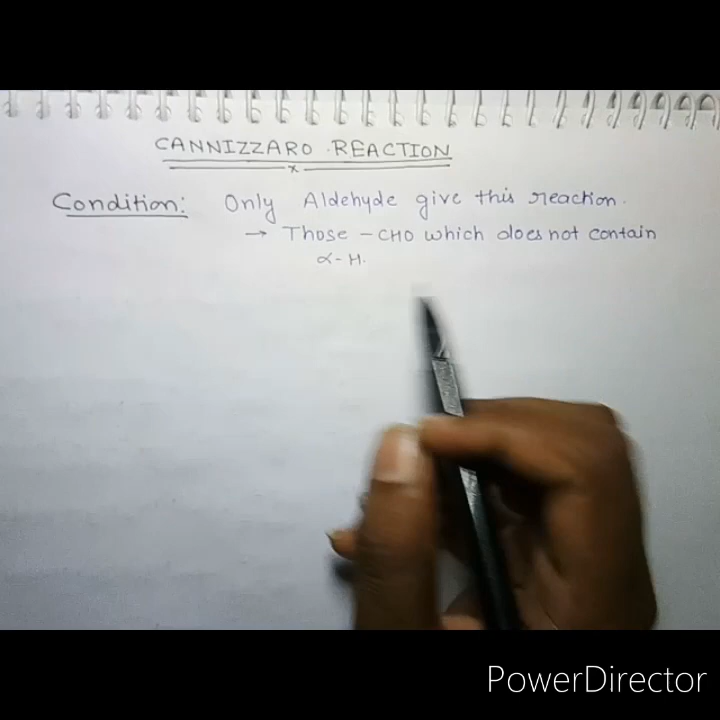 CANNIZZARO REACTION
x
Condition: Only Aldehyde give this reaction.
→ Those - CHO which does not contain
α-H.
PowerDirector